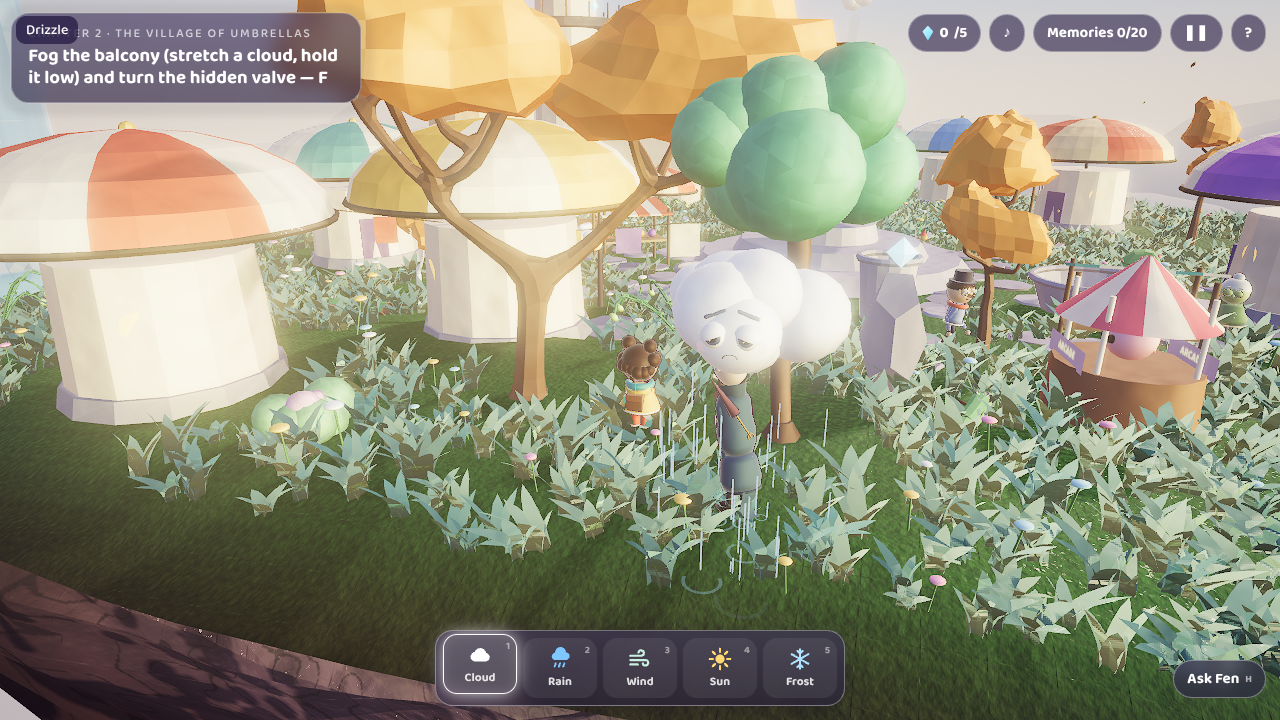 Drizzle
ER 2 · THE VILLAGE OF UMBRELLAS
Fog the balcony (stretch a cloud, hold
it low) and turn the hidden valve — F
0 /5
Memories 0/20
?
Cloud 1
Rain 2
Wind 3
Sun 4
Frost 5
Ask Fen H